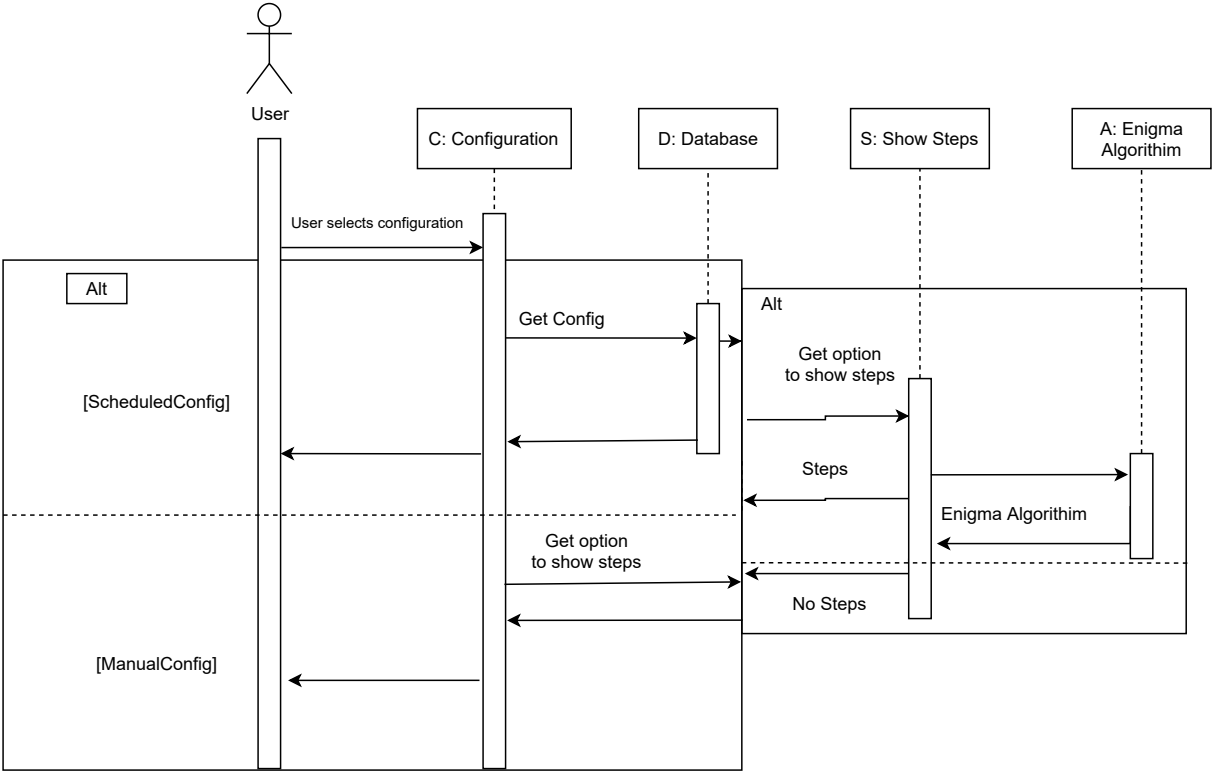 User
C: Configuration
D: Database
S: Show Steps
A: Enigma
Algorithim
User selects configuration
Alt
Alt
Get Config
Get option
to show steps
[ScheduledConfig]
Steps
Enigma Algorithim
Get option
to show steps
No Steps
[ManualConfig]